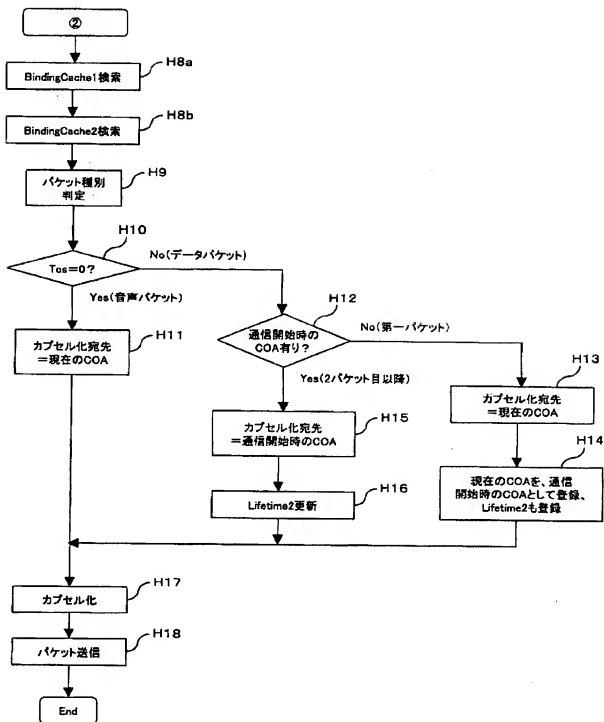 ②
BindingCache1検索
H8a
BindingCache2検索
H8b
パケット種別
判定
H9
Tos=0?
H10
No(データパケット)
Yes(音声パケット)
カプセル化宛先
=現在のCOA
H11
通信開始時の
COA有り?
H12
No(第一パケット)
Yes(2パケット目以降)
カプセル化宛先
=現在のCOA
H13
カプセル化宛先
=通信開始時のCOA
H15
現在のCOAを、通信
開始時のCOAとして登録、
Lifetime2も登録
H14
Lifetime2更新
H16
カプセル化
H17
パケット送信
H18
End